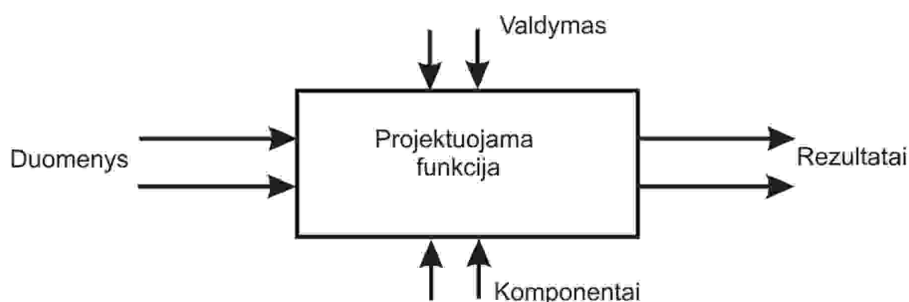 Valdymas
Duomenys
Projektuojama
funkcija
Rezultatai
Komponentai